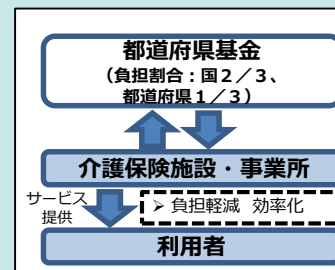 都道府県基金
（負担割合：国２／３、
都道府県１／３）
介護保険施設・事業所
サービス
提供
➢ 負担軽減　効率化
利用者